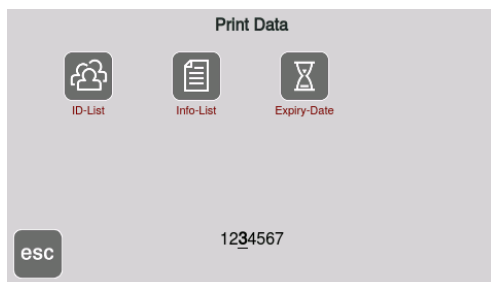 Print Data
ID-List
Info-List
Expiry-Date
1234567
esc